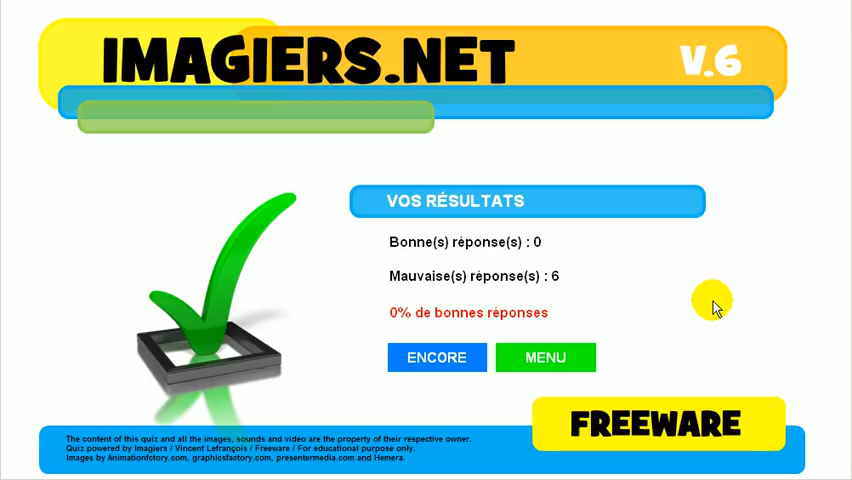 IMAGIERS.NET
V.6
VOS RÉSULTATS
Bonne(s) réponse(s) : 0
Mauvaise(s) réponse(s) : 6
0% de bonnes réponses
ENCORE
MENU
FREEWARE
The content of this quiz and all the images, sounds and video are the property of their respective owner.
Quiz powered by Imagiers / Vincent Lefrançois / Freeware / For educational purpose only.
Images by Animationfctory.com, graphicsfactory.com, presentermedia.com and Hemera.